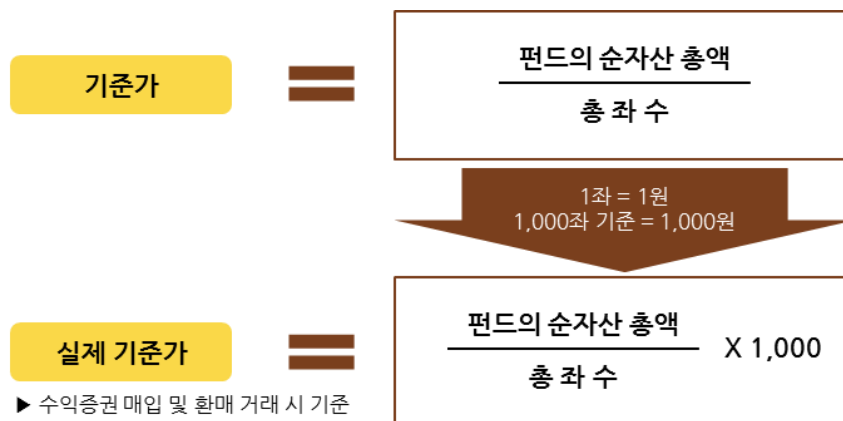 기준가
펀드의 순자산 총액
총 좌 수
1좌 = 1원
1,000좌 기준 = 1,000원
실제 기준가
펀드의 순자산 총액
총 좌 수
X 1,000
▶ 수익증권 매입 및 환매 거래 시 기준